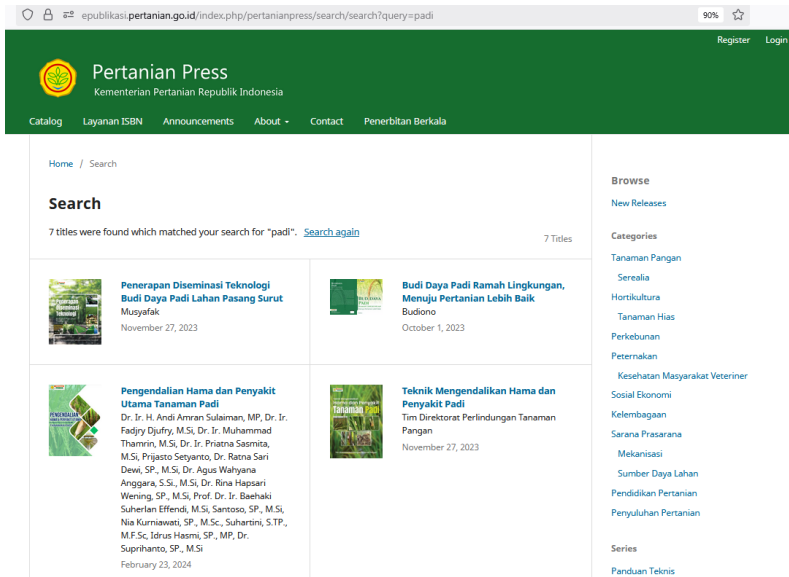 epublikasi.pertanian.go.id/index.php/pertanianpress/search/search?query=padi
90%
Register Login
Pertanian Press
Kementerian Pertanian Republik Indonesia
Catalog Layanan ISBN Announcements About Contact Penerbitan Berkala
Home / Search
Search
7 titles were found which matched your search for "padi". Search again
7 Titles
Penerapan Diseminasi Teknologi
Budi Daya Padi Lahan Pasang Surut
Musyafak
November 27, 2023
Budi Daya Padi Ramah Lingkungan,
Menuju Pertanian Lebih Baik
Budiono
October 1, 2023
Pengendalian Hama dan Penyakit
Utama Tanaman Padi
Dr. Ir. H. Andi Amran Sulaiman, MP, Dr. Ir.
Fadjry Djufry, M.Si, Dr. Ir. Muhammad
Thamrin, M.Si, Dr. Ir. Priatna Sasmita,
M.Si, Prijasto Setyanto, Dr. Ratna Sari
Dewi, SP., M.Si, Dr. Agus Wahyana
Anggara, S.Si., M.Si, Dr. Rina Hapsari
Wening, SP., M.Si, Prof. Dr. Ir. Baehaki
Suherlan Effendi, M.Si, Santoso, SP., M.Si,
Nia Kurniawati, SP., M.Sc., Suhartini, S.TP.,
M.F.Sc, Idrus Hasmi, SP., MP, Dr.
Suprihanto, SP., M.Si
February 23, 2024
Teknik Mengendalikan Hama dan
Penyakit Padi
Tim Direktorat Perlindungan Tanaman
Pangan
November 27, 2023
Browse
New Releases
Categories
Tanaman Pangan
Serealia
Hortikultura
Tanaman Hias
Perkebunan
Peternakan
Kesehatan Masyarakat Veteriner
Sosial Ekonomi
Kelembagaan
Sarana Prasarana
Mekanisasi
Sumber Daya Lahan
Pendidikan Pertanian
Penyuluhan Pertanian
Series
Panduan Teknis